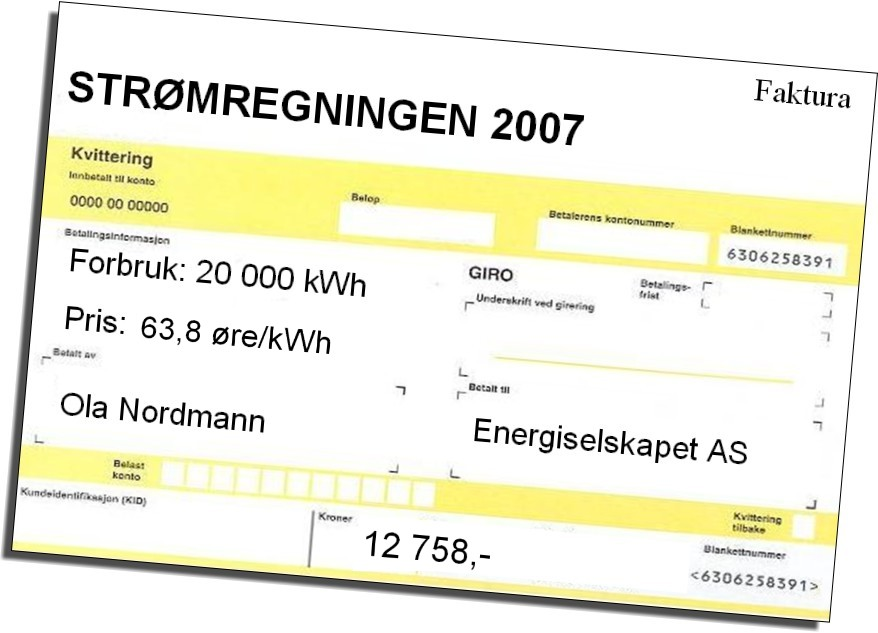 Faktura
STRØMREGNINGEN 2007
Kvittering
Innbetalt til konto
0000 00 00000
Beløp
Betalerens kontonummer
Blankettnummer
6306258391
Betalingsinformasjon
Forbruk: 20 000 kWh
Pris: 63,8 øre/kWh
GIRO
Betalings-
frist
Underskrift ved girering
Betalt av
Ola Nordmann
Betalt til
Energiselskapet AS
Belast
konto
Kvittering
tilbake
Kundeidentifikasjon (KID)
Kroner
12 758,-
Blankettnummer
<6306258391>